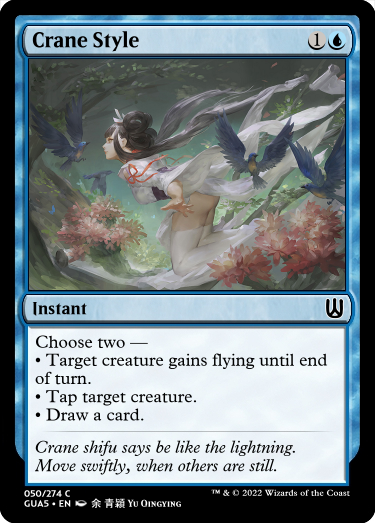 Crane Style 1
Instant
Choose two —
• Target creature gains flying until end
of turn.
• Tap target creature.
• Draw a card.
Crane shifu says be like the lightning.
Move swiftly, when others are still.
050/274 C
GUA5 • EN 余 青穎 Yu Qingying
™ & © 2022 Wizards of the Coast